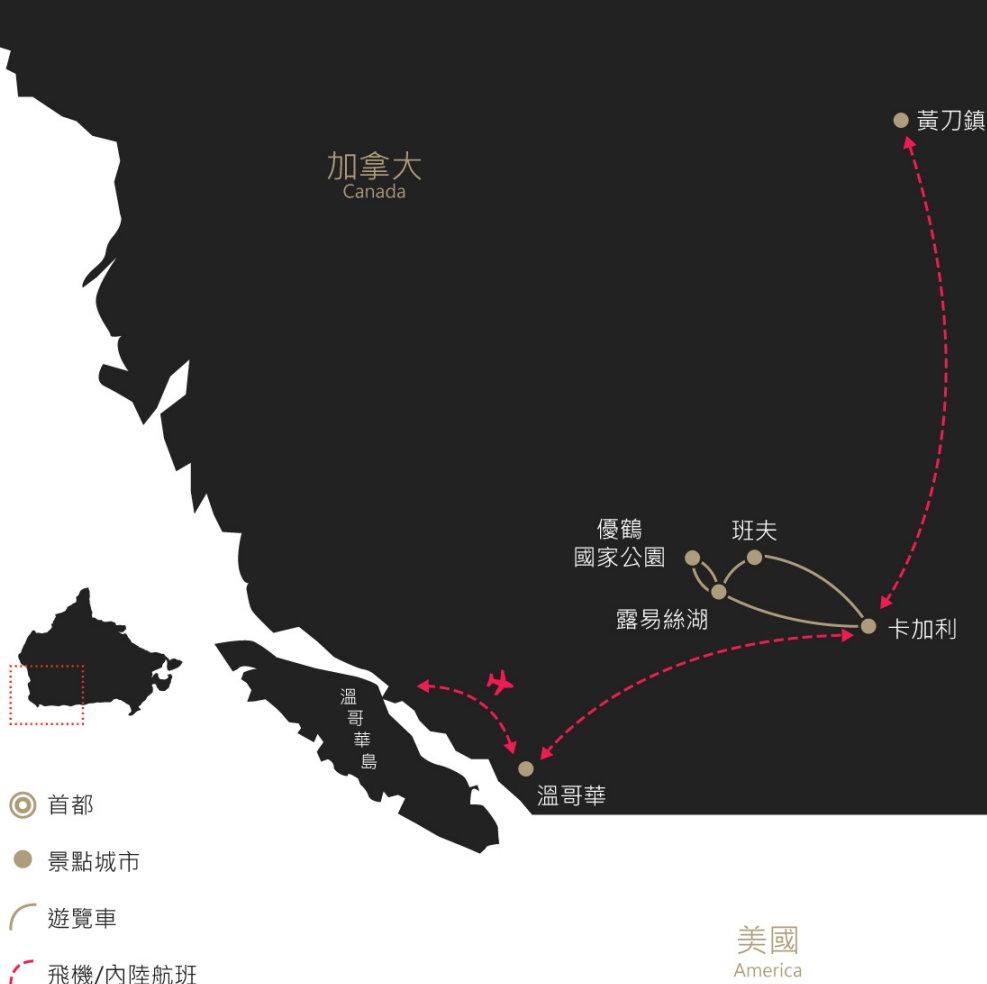 黃刀鎮
加拿大
Canada
優鶴
國家公園
班夫
露易絲湖
卡加利
溫哥華島
溫哥華
首都
景點城市
遊覽車
飛機/內陸航班
美國
America